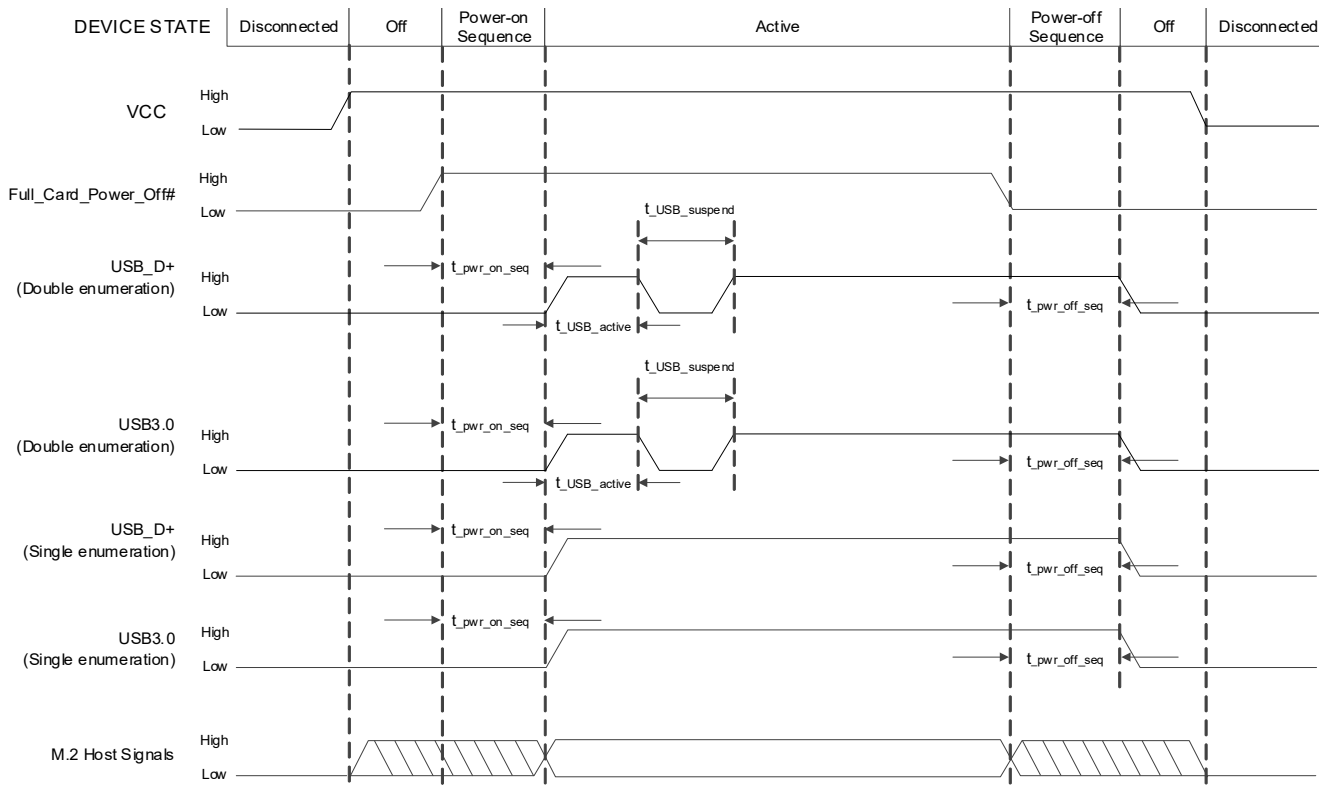 DEVICE STATE Disconnected Off Power-on Sequence Active Power-off Sequence Off Disconnected
VCC
High
Low
Full_Card_Power_Off#
High
Low
t_USB_suspend
USB_D+
(Double enumeration)
High
Low
t_pwr_on_seq
t_USB_active
t_pwr_off_seq
t_USB_suspend
USB3.0
(Double enumeration)
High
Low
t_pwr_on_seq
t_USB_active
t_pwr_off_seq
USB_D+
(Single enumeration)
High
Low
t_pwr_on_seq
t_pwr_off_seq
USB3.0
(Single enumeration)
High
Low
t_pwr_on_seq
t_pwr_off_seq
M.2 Host Signals
High
Low